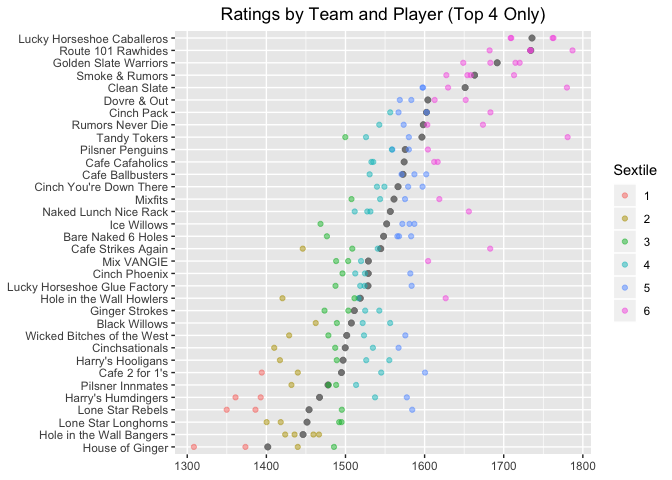 Ratings by Team and Player (Top 4 Only)
Lucky Horseshoe Caballeros
Route 101 Rawhides
Golden Slate Warriors
Smoke & Rumors
Clean Slate
Dovre & Out
Cinch Pack
Rumors Never Die
Tandy Tokers
Pilsner Penguins
Cafe Cafaholics
Cafe Ballbusters
Cinch You're Down There
Mixfits
Naked Lunch Nice Rack
Ice Willows
Bare Naked 6 Holes
Cafe Strikes Again
Mix VANGIE
Cinch Phoenix
Lucky Horseshoe Glue Factory
Hole in the Wall Howlers
Ginger Strokes
Black Willows
Wicked Bitches of the West
Cinchsationals
Harry's Hooligans
Cafe 2 for 1's
Pilsner Innmates
Harry's Humdingers
Lone Star Rebels
Lone Star Longhorns
Hole in the Wall Bangers
House of Ginger
1300 1400 1500 1600 1700 1800
Sextile
1
2
3
4
5
6